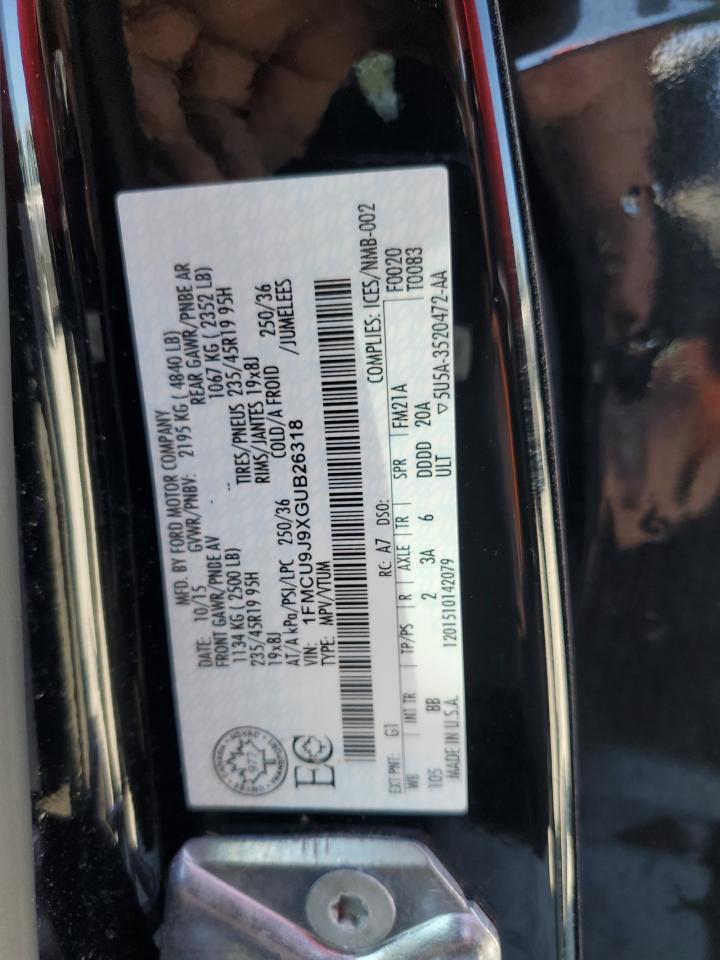 MFD. BY FORD MOTOR COMPANY
DATE: 10/15 GVWR/PNBV: 2195 KG ( 4840 LB)
FRONT GAWR/PNBE AV REAR GAWR/PNBE AR
1134 KG ( 2500 LB) 1067 KG ( 2352 LB)
235/45R19 95H TIRES/PNEUS 235/45R19 95H
19x8J RIMS/JANTES 19x8J
AT/A kPa/PSI/LPC 250/36 COLD/A FROID 250/36
VIN: 1FMCU9J9XGUB26318 /JUMELEES
TYPE: MPV/VTUM
EC
COMPLIES: ICES/NMB-002
EXT PNT: G1 RC: A7 DSO: F0020
WB INT TR TP/PS R AXLE TR SPR FM21A T0083
105 8B 2 3A 6 DDDD 20A
ULT
MADE IN U.S.A. 1201510142079 ▽5U5A-3520472-AA